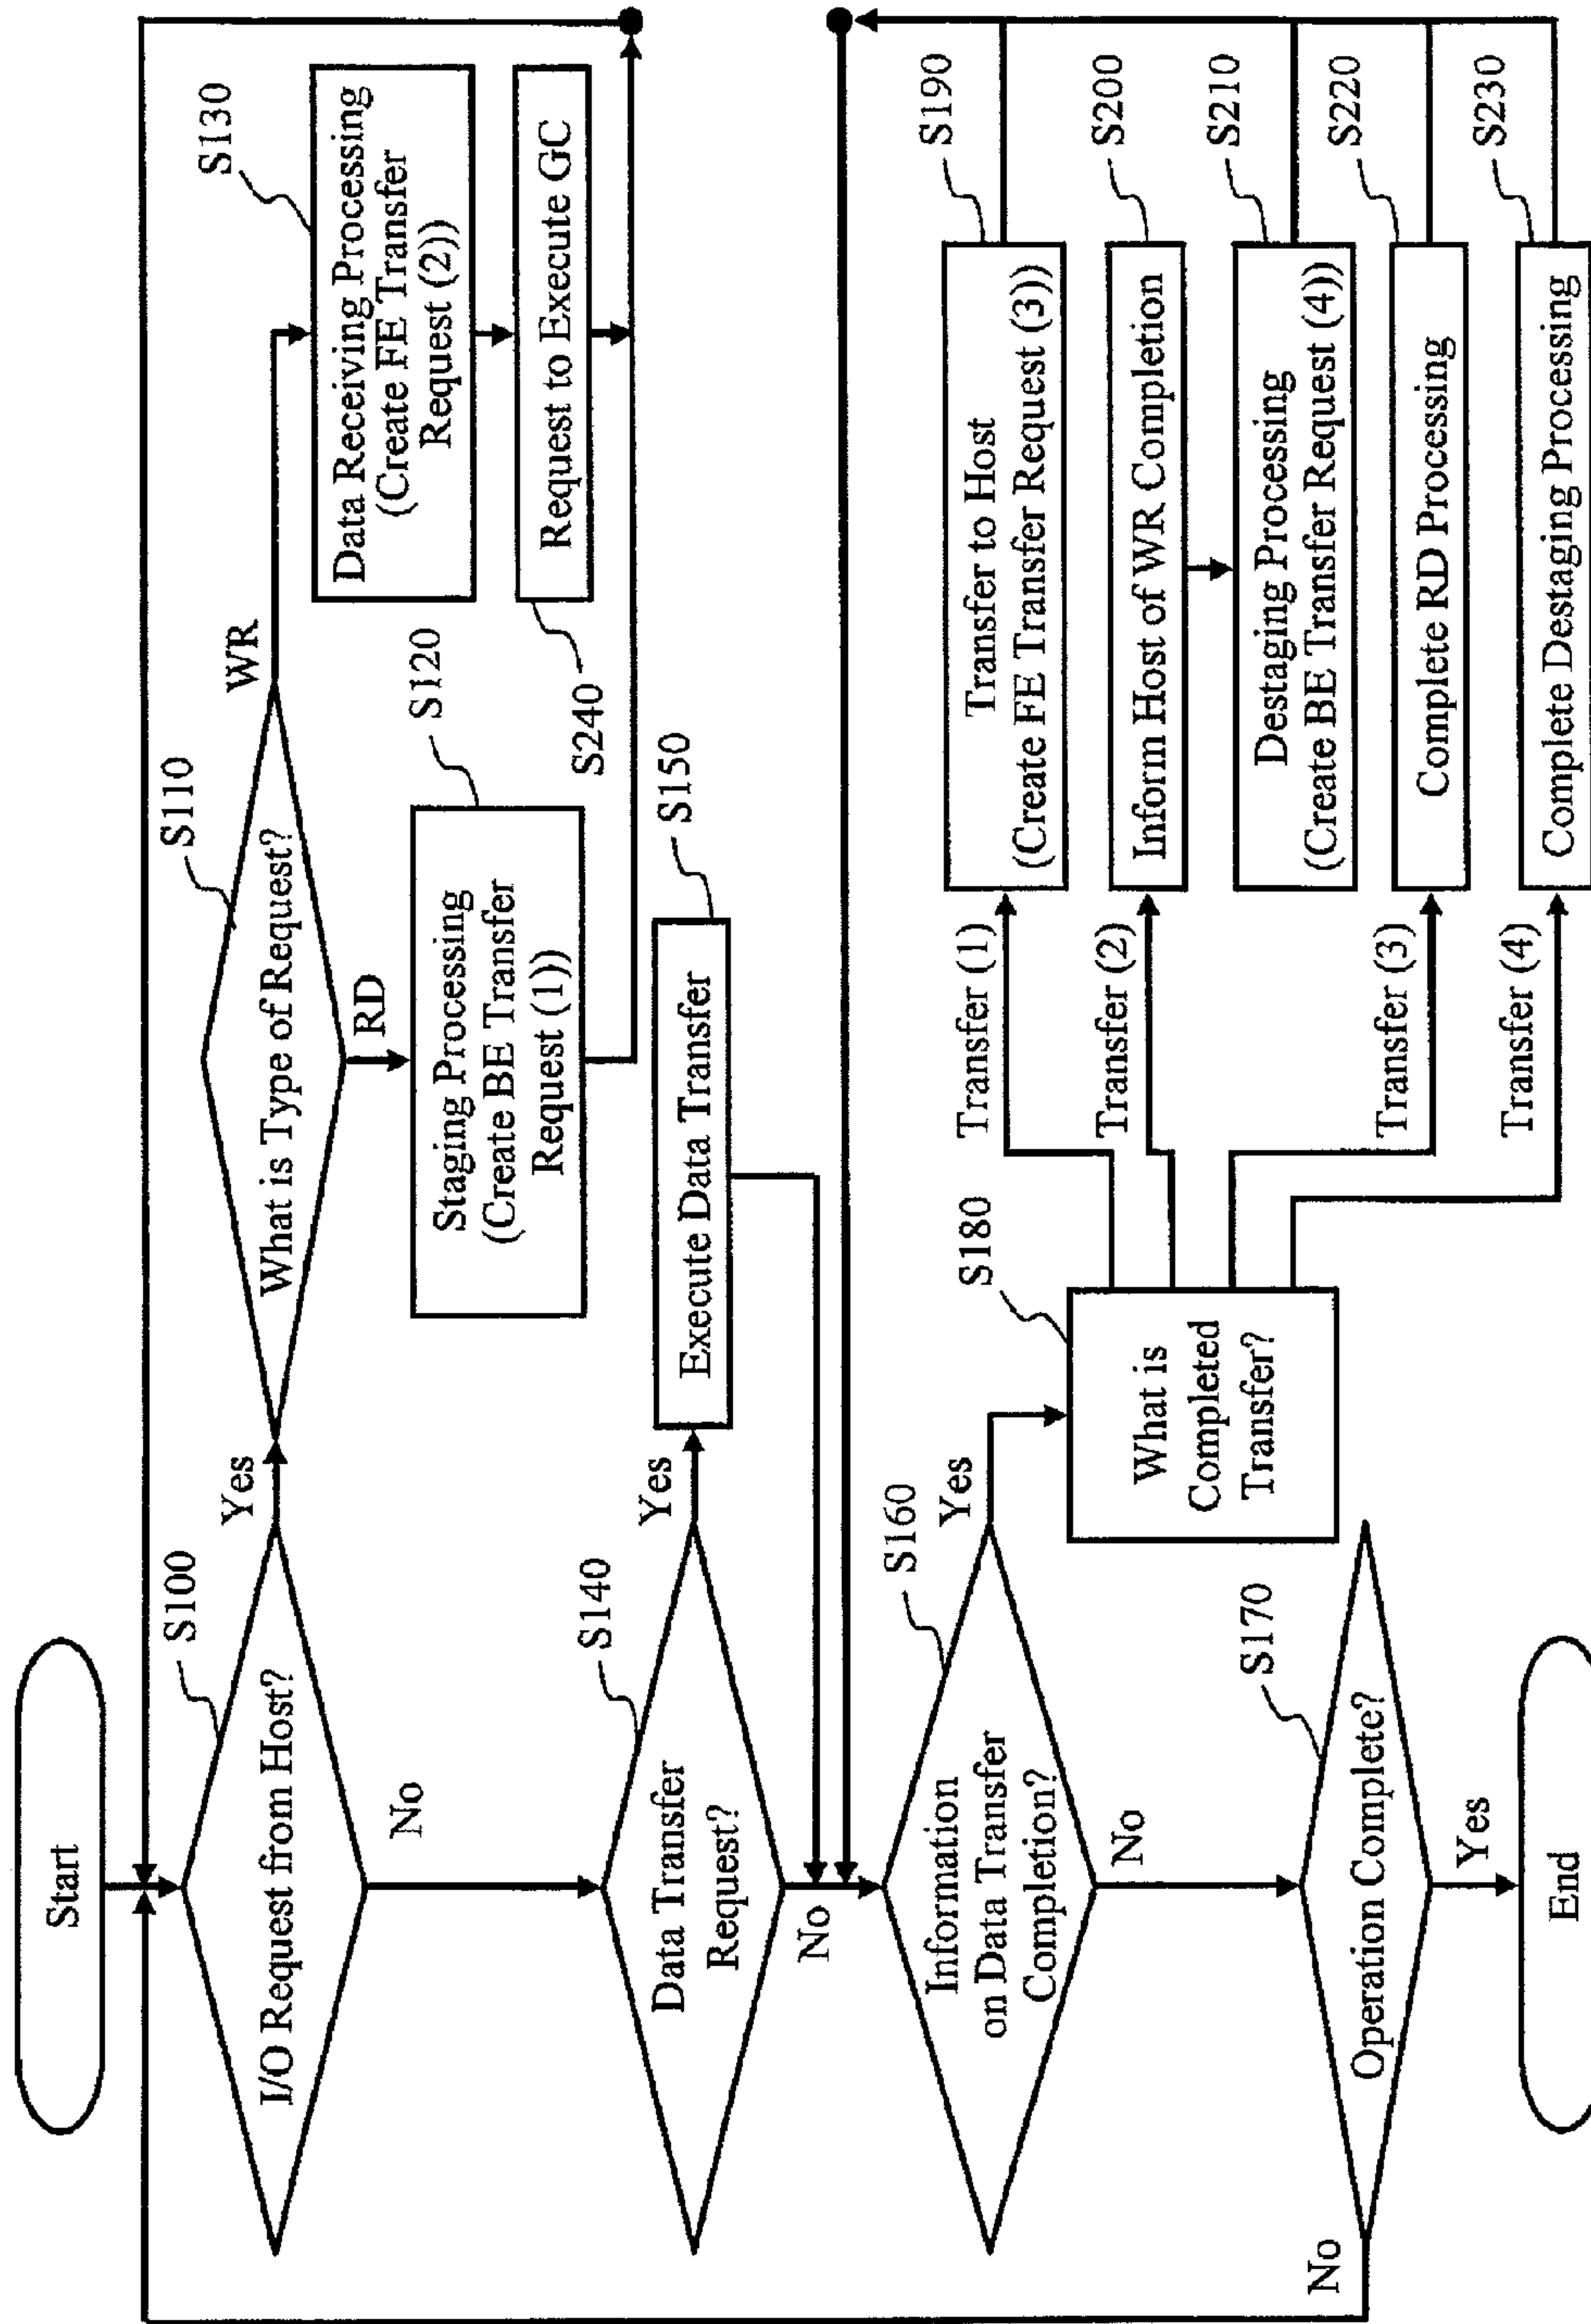 Start
I/O Request from Host?
S100
Yes
No
What is Type of Request?
S110
WR
RD
Staging Processing
(Create BE Transfer
Request (1))
S120
Data Receiving Processing
(Create FE Transfer
Request (2))
S130
Request to Execute GC
S240
Data Transfer
Request?
S140
Yes
No
Execute Data Transfer
S150
Information
on Data Transfer
Completion?
S160
Yes
No
What is
Completed
Transfer?
S180
Transfer (1)
Transfer to Host
(Create FE Transfer Request (3))
S190
Transfer (2)
Inform Host of WR Completion
S200
Destaging Processing
(Create BE Transfer Request (4))
S210
Transfer (3)
Complete RD Processing
S220
Transfer (4)
Complete Destaging Processing
S230
Operation Complete?
S170
No
Yes
End